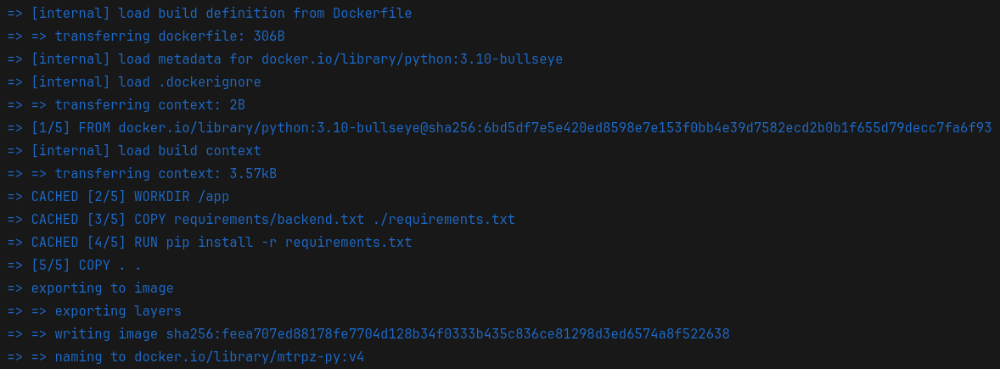 => [internal] load build definition from Dockerfile
=> => transferring dockerfile: 306B
=> [internal] load metadata for docker.io/library/python:3.10-bullseye
=> [internal] load .dockerignore
=> => transferring context: 2B
=> [1/5] FROM docker.io/library/python:3.10-bullseye@sha256:6bd5df7e5e420ed8598e7e153f0bb4e39d7582ecd2b0b1f655d79decc7fa6f93
=> [internal] load build context
=> => transferring context: 3.57kB
=> CACHED [2/5] WORKDIR /app
=> CACHED [3/5] COPY requirements/backend.txt ./requirements.txt
=> CACHED [4/5] RUN pip install -r requirements.txt
=> [5/5] COPY . .
=> exporting to image
=> => exporting layers
=> => writing image sha256:feea707ed88178fe7704d128b34f0333b435c836ce81298d3ed6574a8f522638
=> => naming to docker.io/library/mtrpz-py:v4